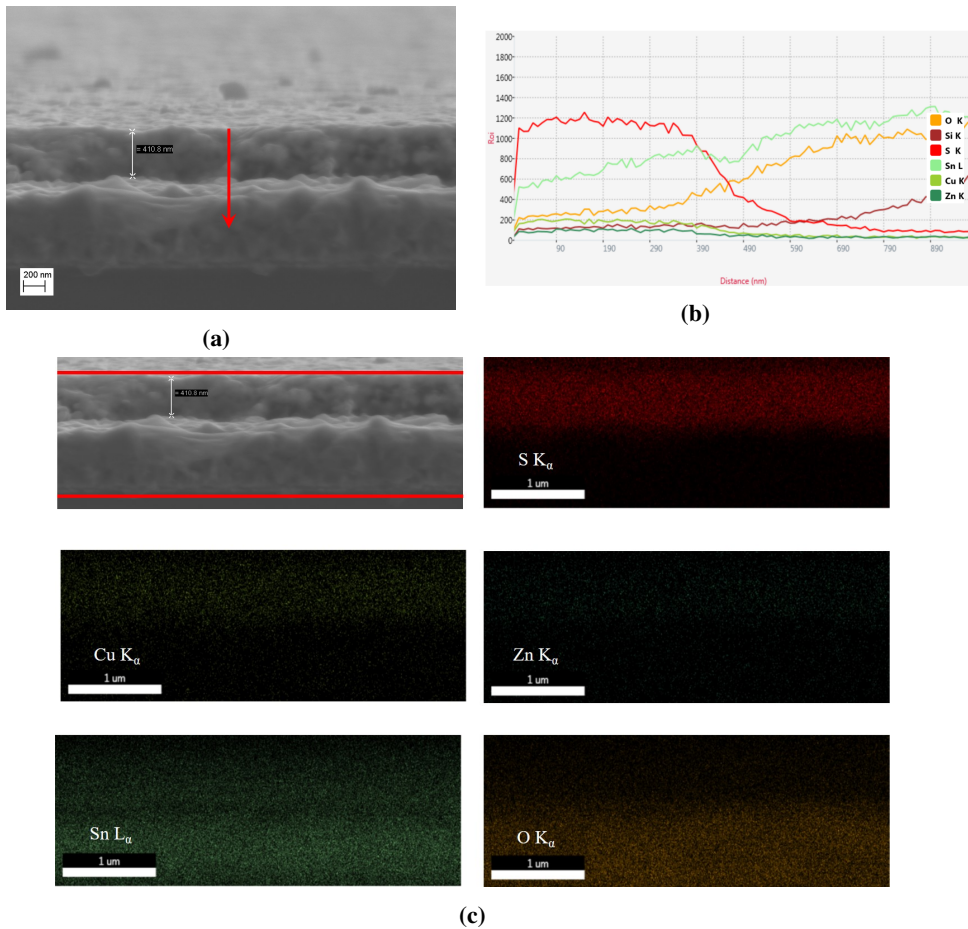 = 410.8 nm
200 nm
(a)
2000
1800
1600
1400
1200
1000
800
600
400
200
0
Roi
90
190
290
390
490
590
690
790
890
Distance (nm)
O K
Si K
S K
Sn L
Cu K
Zn K
(b)
= 410.8 nm
S Kα
1 um
Cu Kα
1 um
Zn Kα
1 um
Sn Lα
1 um
O Kα
1 um
(c)